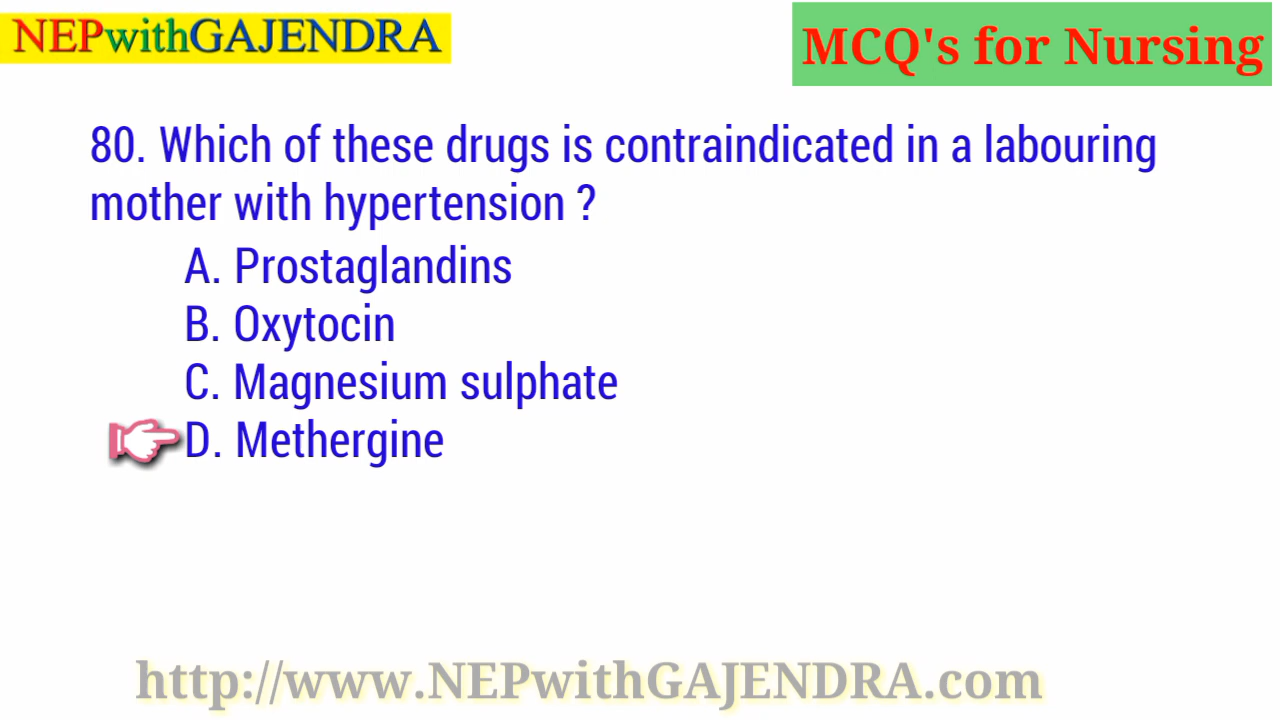 NEPwithGAJENDRA
MCQ's for Nursing
80. Which of these drugs is contraindicated in a labouring
mother with hypertension ?
A. Prostaglandins
B. Oxytocin
C. Magnesium sulphate
D. Methergine
http://www.NEPwithGAJENDRA.com